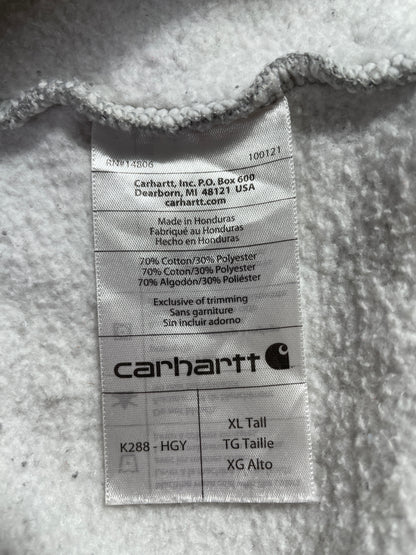 RN#14806 100121
Carhartt, Inc. P.O. Box 600
Dearborn, MI 48121 USA
carhartt.com
Made in Honduras
Fabriqué au Honduras
Hecho en Honduras
70% Cotton/30% Polyester
70% Coton/30% Polyester
70% Algodón/30% Poliéster
Exclusive of trimming
Sans garniture
Sin incluir adorno
carhartt
K288 - HGY
XL Tall
TG Taille
XG Alto